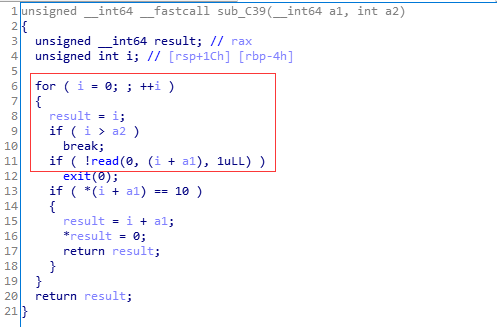 1 unsigned __int64 __fastcall sub_C39(__int64 a1, int a2)
2 {
3 unsigned __int64 result; // rax
4 unsigned int i; // [rsp+1Ch] [rbp-4h]
5
6 for ( i = 0; ; ++i )
7 {
8 result = i;
9 if ( i > a2 )
10 break;
11 if ( !read(0, (i + a1), 1uLL) )
12 exit(0);
13 if ( *(i + a1) == 10 )
14 {
15 result = i + a1;
16 *result = 0;
17 return result;
18 }
19 }
20 return result;
21 }